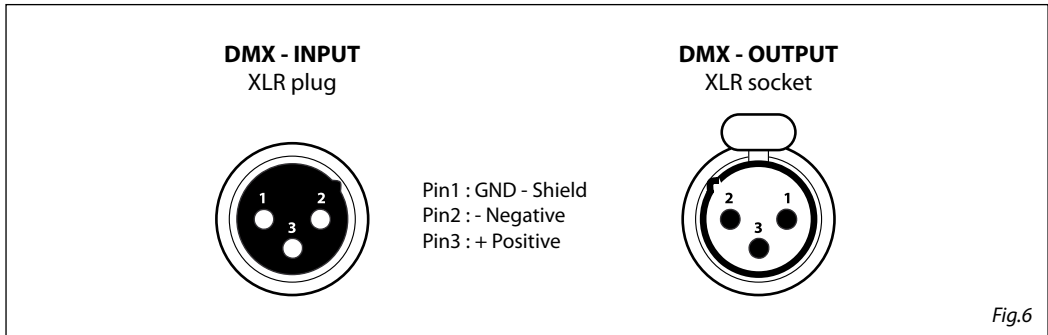 DMX - INPUT
XLR plug
DMX - OUTPUT
XLR socket
1 2
3
Pin1 : GND - Shield
Pin2 : - Negative
Pin3 : + Positive
2 1
3
Fig.6